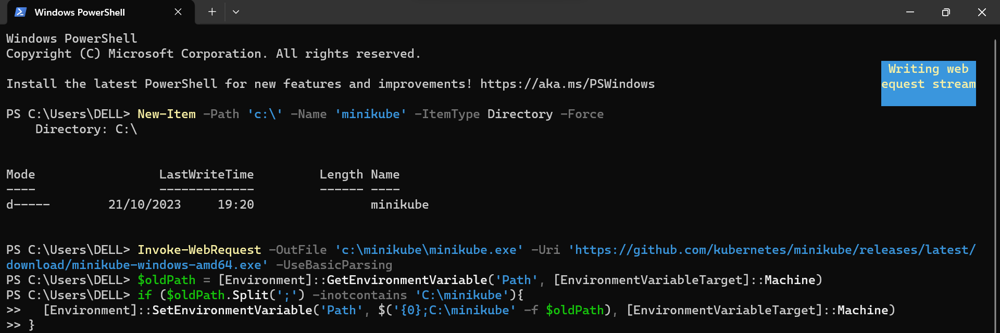 Windows PowerShell
Windows PowerShell
Copyright (C) Microsoft Corporation. All rights reserved.
Writing web
equest stream
Install the latest PowerShell for new features and improvements! https://aka.ms/PSWindows
PS C:\Users\DELL> New-Item -Path 'c:\' -Name 'minikube' -ItemType Directory -Force
    Directory: C:\
Mode                 LastWriteTime         Length Name
----                 -------------         ------ ----
d-----        21/10/2023     19:20                minikube
PS C:\Users\DELL> Invoke-WebRequest -OutFile 'c:\minikube\minikube.exe' -Uri 'https://github.com/kubernetes/minikube/releases/latest/
download/minikube-windows-amd64.exe' -UseBasicParsing
PS C:\Users\DELL> $oldPath = [Environment]::GetEnvironmentVariable('Path', [EnvironmentVariableTarget]::Machine)
PS C:\Users\DELL> if ($oldPath.Split(';') -inotcontains 'C:\minikube'){
>>   [Environment]::SetEnvironmentVariable('Path', $('{0};C:\minikube' -f $oldPath), [EnvironmentVariableTarget]::Machine)
>> }